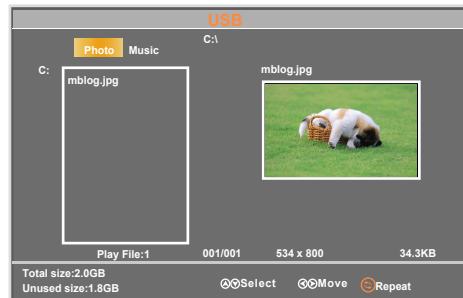 USB
Photo Music
C:\
C:
mblog.jpg
mblog.jpg
Play File:1 001/001 534 x 800 34.3KB
Total size:2.0GB
Unused size:1.8GB
Select Move Repeat